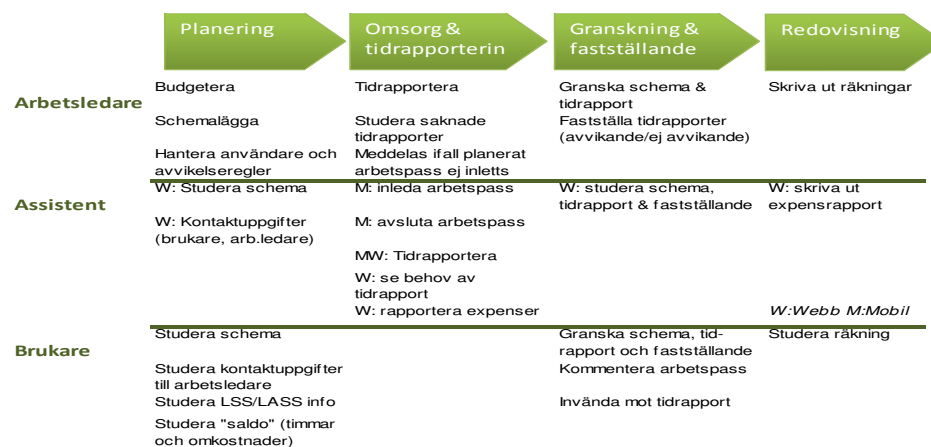 Planering
Omsorg &
tidrapporterin
Granskning &
fastställande
Redovisning
Arbetsledare
Budgetera
Schemalägga
Hantera användare och
avvikelseregler
Tidrapportera
Studera saknade
tidrapporter
Meddelas ifall planerat
arbetspass ej inletts
Granska schema &
tidrapport
Fastställa tidrapporter
(avvikande/ej avvikande)
Skriva ut räkningar
Assistent
W: Studera schema
W: Kontaktuppgifter
(brukare, arb.ledare)
M: inleda arbetspass
M: avsluta arbetspass
MW: Tidrapportera
W: se behov av
tidrapport
W: rapportera expenser
W: studera schema,
tidrapport & fastställande
W: skriva ut
expensrapport
W:Webb M:Mobil
Brukare
Studera schema
Studera kontaktuppgifter
till arbetsledare
Studera LSS/LASS info
Studera "saldo" (timmar
och omkostnader)
Granska schema, tid-
rapport och fastställande
Kommentera arbetspass
Invända mot tidrapport
Studera räkning